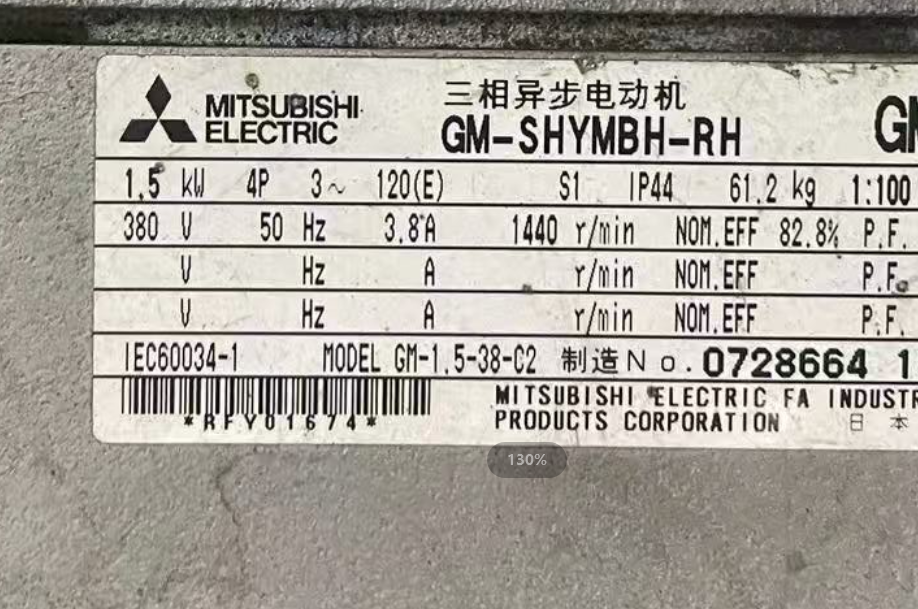 MITSUBISHI
ELECTRIC
三相异步电动机
GM-SHYMBH-RH
1.5 kW 4P 3~ 120(E) S1 IP44 61.2 kg 1:100
380 V 50 Hz 3.8A 1440 r/min NOM.EFF 82.8% P.F.
V Hz A r/min NOM.EFF P.F.
V Hz A r/min NOM.EFF P.F.
IEC60034-1 MODEL GM-1.5-38-C2 制造No.0728664 1
*RFY01674*
MITSUBISHI ELECTRIC FA INDUSTR
PRODUCTS CORPORATION 日本
130%